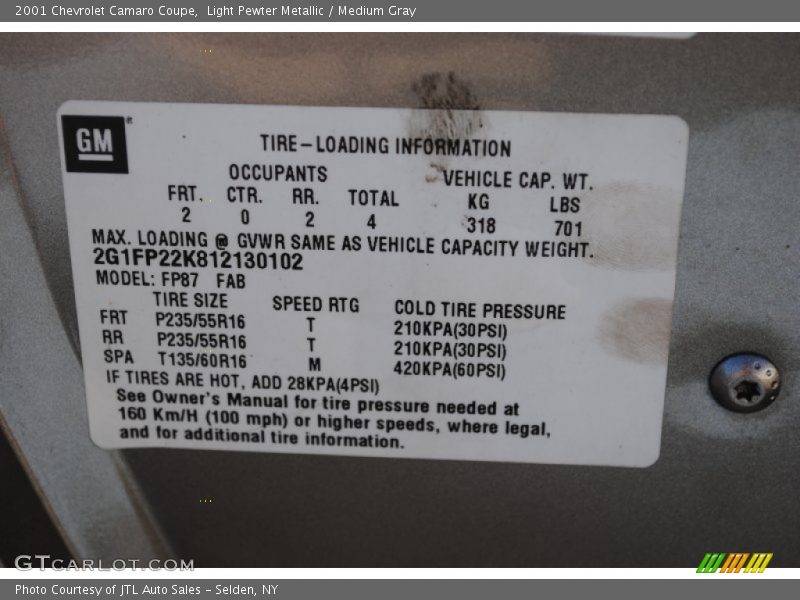 2001 Chevrolet Camaro Coupe,  Light Pewter Metallic / Medium Gray
GM
TIRE-LOADING INFORMATION
OCCUPANTS VEHICLE CAP. WT.
FRT. CTR. RR. TOTAL KG LBS
2 0 2 4 318 701
MAX. LOADING @ GVWR SAME AS VEHICLE CAPACITY WEIGHT.
2G1FP22K812130102
MODEL: FP87 FAB
TIRE SIZE SPEED RTG COLD TIRE PRESSURE
FRT P235/55R16 T 210KPA(30PSI)
RR P235/55R16 T 210KPA(30PSI)
SPA T135/60R16 M 420KPA(60PSI)
IF TIRES ARE HOT, ADD 28KPA(4PSI)
See Owner's Manual for tire pressure needed at
160 Km/H (100 mph) or higher speeds, where legal,
and for additional tire information.
GTCARLOT.COM
Photo Courtesy of JTL Auto Sales - Selden, NY